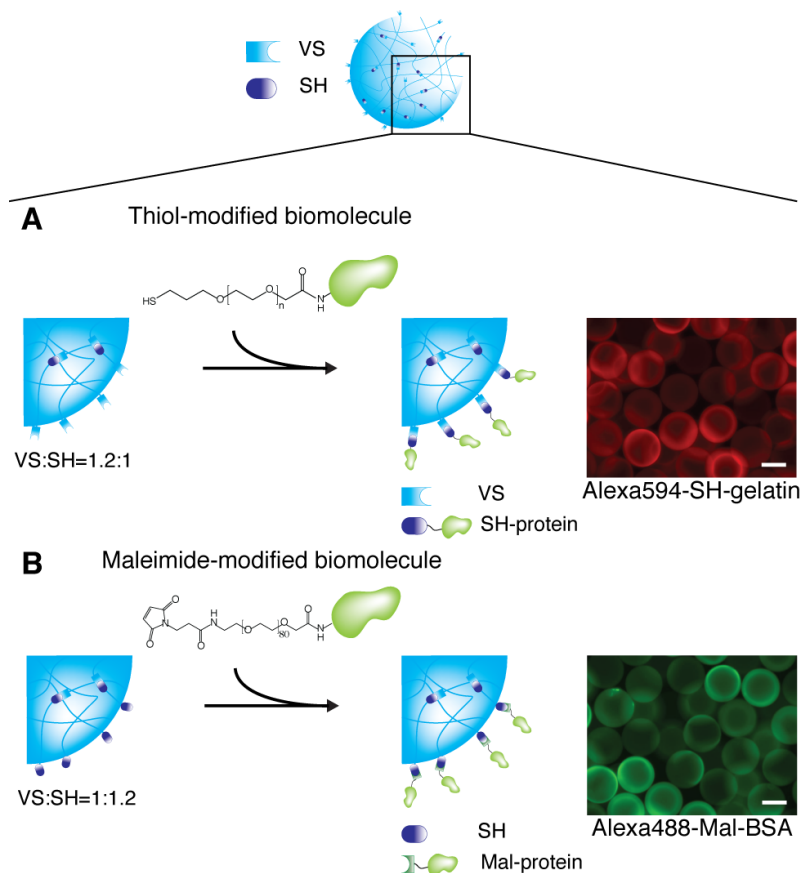 VS
SH
A
Thiol-modified biomolecule
HS
O
n
O
O
N
H
VS:SH=1.2:1
VS
SH-protein
Alexa594-SH-gelatin
B
Maleimide-modified biomolecule
O
N
O
O
H
N
O
80
O
O
N
H
VS:SH=1:1.2
SH
Mal-protein
Alexa488-Mal-BSA